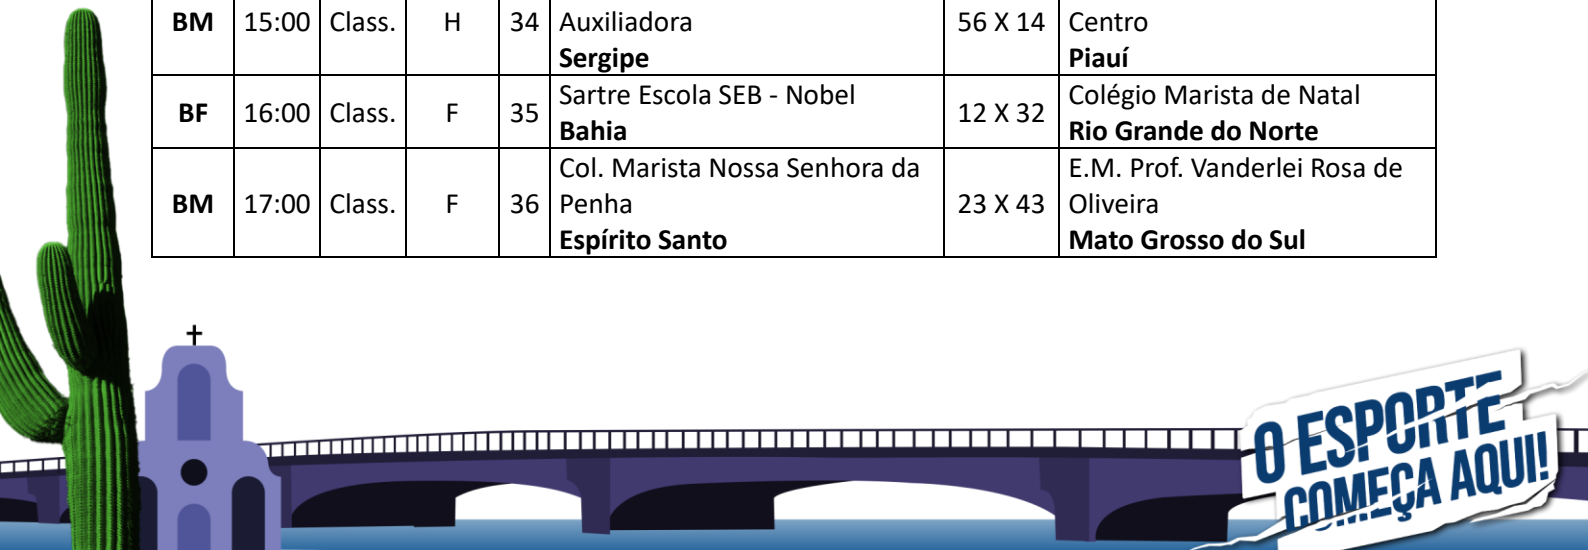 BM 15:00 Class. H 34 Auxiliadora 56 X 14 Centro
Sergipe Piauí
BF 16:00 Class. F 35 Sartre Escola SEB - Nobel 12 X 32 Colégio Marista de Natal
Bahia Rio Grande do Norte
Col. Marista Nossa Senhora da E.M. Prof. Vanderlei Rosa de
BM 17:00 Class. F 36 Penha 23 X 43 Oliveira
Espírito Santo Mato Grosso do Sul
O ESPORTE
COMEÇA AQUI!